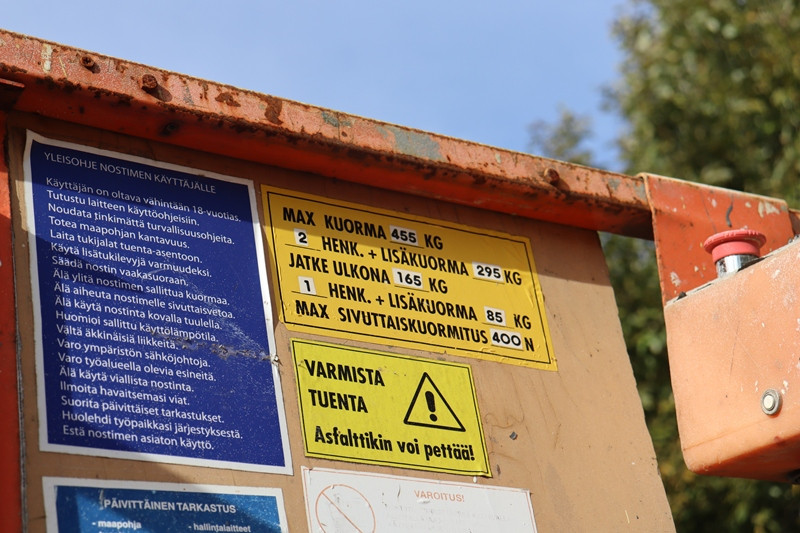 YLEISOHJE NOSTIMEN KÄYTTÄJÄLLE
Käyttäjän on oltava vähintään 18-vuotias.
Tutustu laitteen käyttöohjeisiin.
Noudata tinkimättä turvallisuusohjeita.
Totea maapohjan kantavuus.
Laita tukijalat tuenta-asentoon.
Käytä lisätukilevyjä varmuudeksi.
Säädä nostin vaakasuoraan.
Älä ylitä nostimen sallittua kuormaa.
Älä aiheuta nostimelle sivuttaisvetoa.
Älä käytä nostinta kovalla tuulella.
Huomioi sallittu käyttölämpötila.
Vältä äkkinäisiä liikkeitä.
Varo ympäristön sähköjohtoja.
Varo työalueella olevia esineitä.
Älä käytä viallista nostinta.
Ilmoita havaitsemasi viat.
Suorita päivittäiset tarkastukset.
Huolehdi työpaikkasi järjestyksestä.
Estä nostimen asiaton käyttö.
MAX KUORMA 455 KG
2 HENK. + LISÄKUORMA 295 KG
JATKE ULKONA 165 KG
1 HENK. + LISÄKUORMA 85 KG
MAX SIVUTTAISKUORMITUS 400 N
VARMISTA
TUENTA
Asfalttikin voi pettää!
PÄIVITTÄINEN TARKASTUS
- maapohja
- hallintalaitteet
VAROITUS!